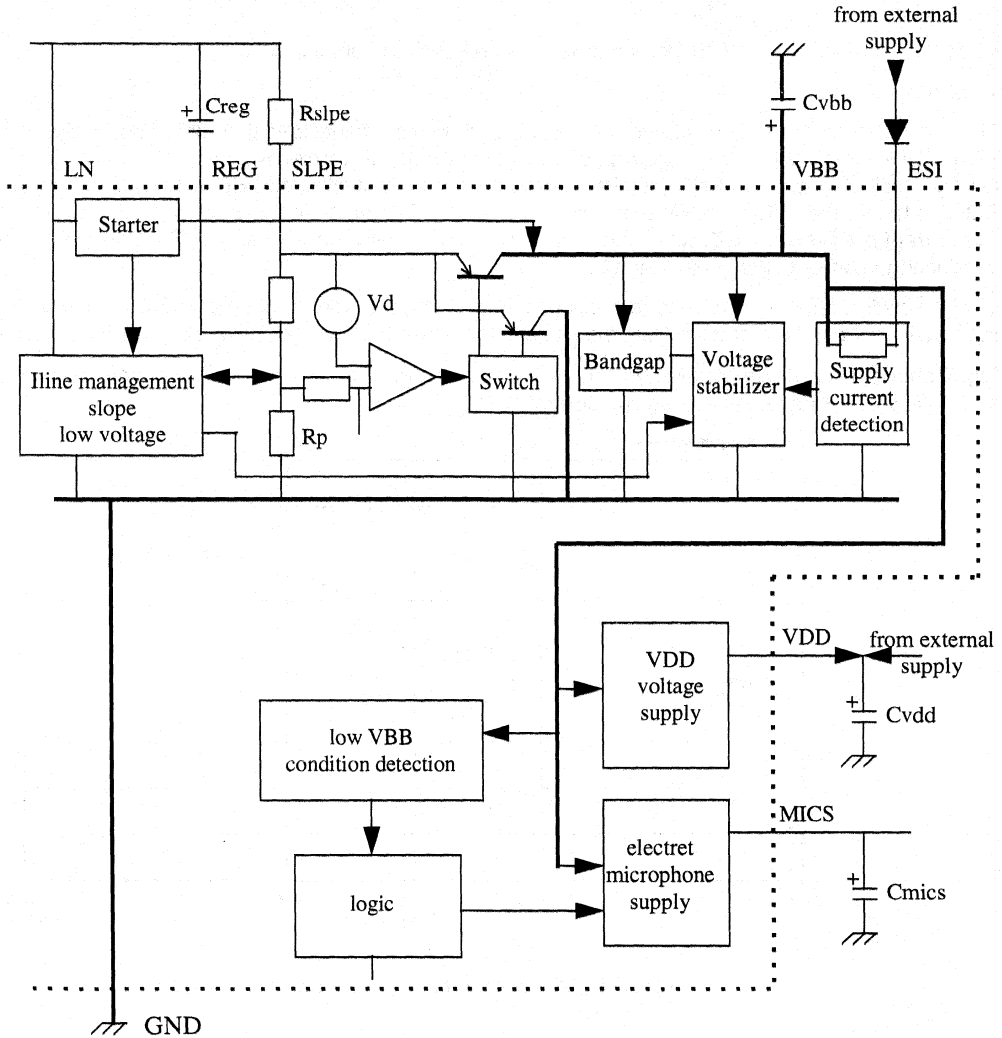 from external
supply
Creg
Rslpe
Cvbb
+
+
LN
REG
SLPE
VBB
ESI
Starter
Vd
Iline management
slope
low voltage
Rp
Switch
Bandgap
Voltage
stabilizer
Supply
current
detection
VDD
voltage
supply
VDD
from external
supply
+
Cvdd
low VBB
condition detection
MICS
electret
microphone
supply
+
Cmics
logic
GND